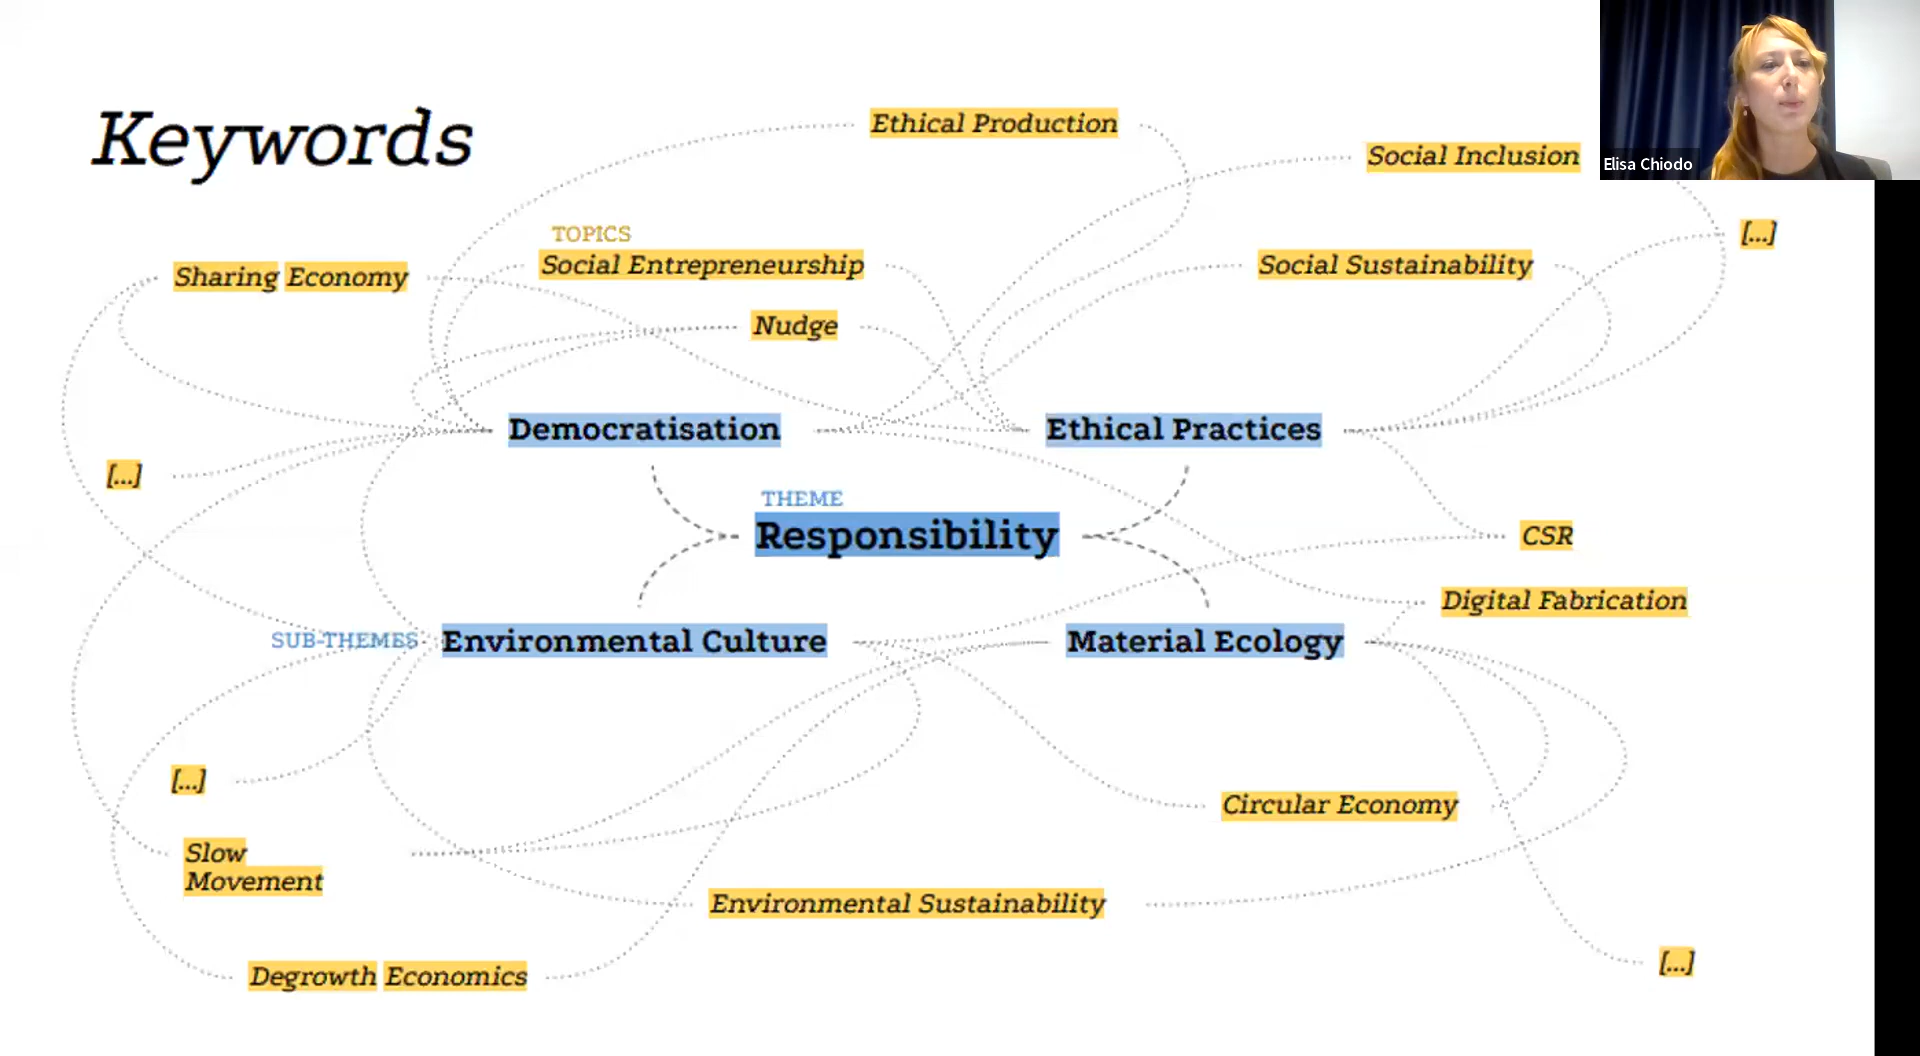 Keywords
Ethical Production
Social Inclusion
Elisa Chiodo
TOPICS
[...]
Sharing Economy
Social Entrepreneurship
Social Sustainability
Nudge
Democratisation
Ethical Practices
[...]
THEME
Responsibility
CSR
Digital Fabrication
SUB-THEMES
Environmental Culture
Material Ecology
[...]
Circular Economy
Slow
Movement
Environmental Sustainability
Degrowth Economics
[...]